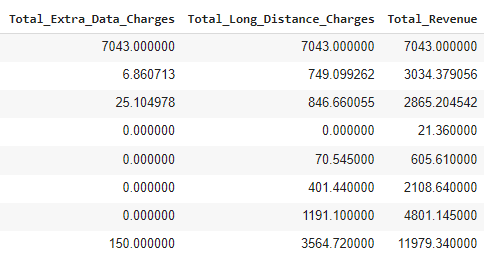 Total_Extra_Data_Charges Total_Long_Distance_Charges Total_Revenue
7043.000000 7043.000000 7043.000000
6.860713 749.099262 3034.379056
25.104978 846.660055 2865.204542
0.000000 0.000000 21.360000
0.000000 70.545000 605.610000
0.000000 401.440000 2108.640000
0.000000 1191.100000 4801.145000
150.000000 3564.720000 11979.340000